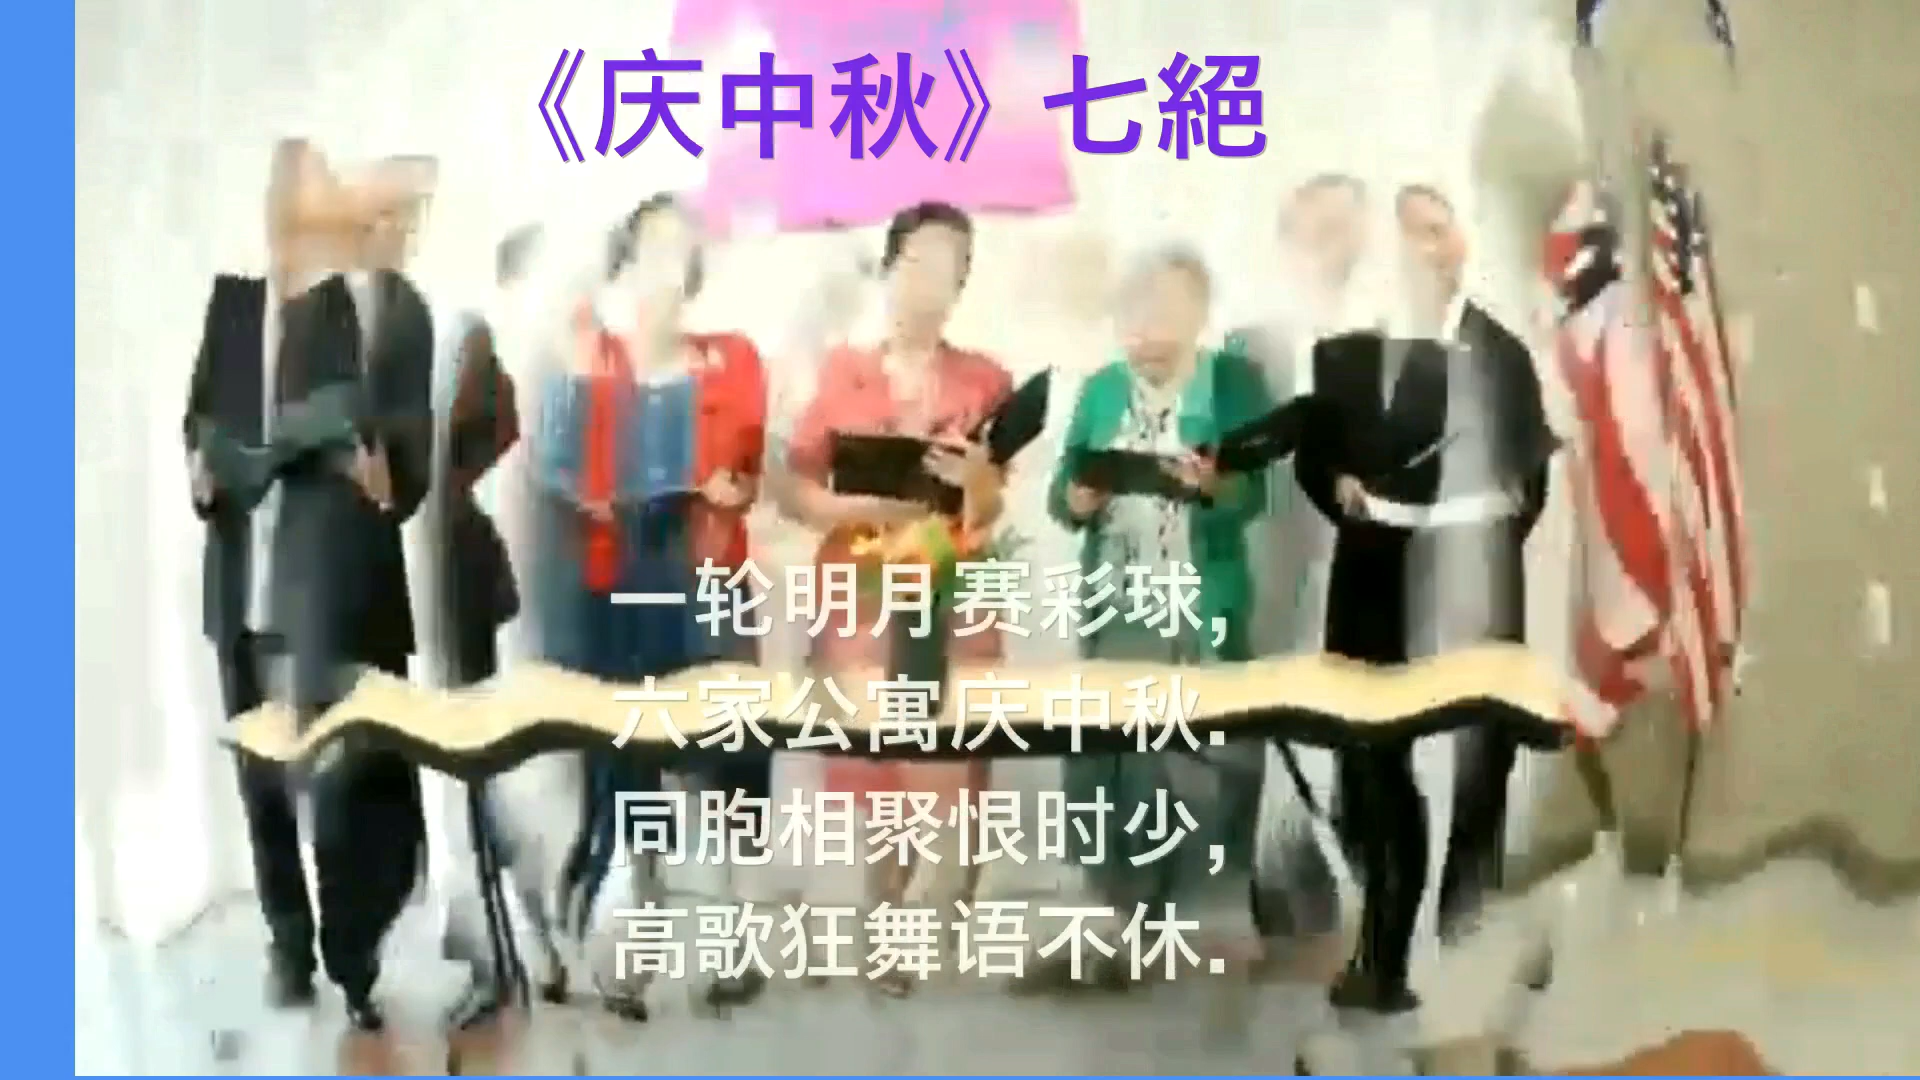 《庆中秋》七絕
一轮明月赛彩球,
六家公寓庆中秋.
同胞相聚恨时少,
高歌狂舞语不休.